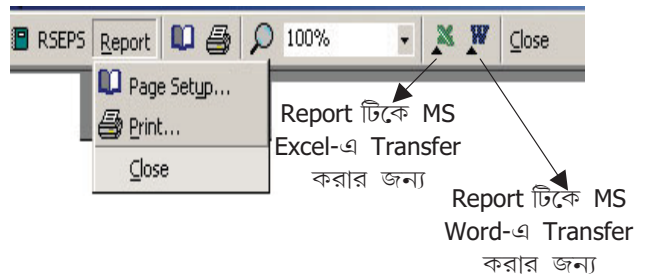 RSEPS Report 100% Close
Page Setup...
Print...
Close
Report টিকে MS
Excel-এ Transfer
করার জন্য
Report টিকে MS
Word-এ Transfer
করার জন্য